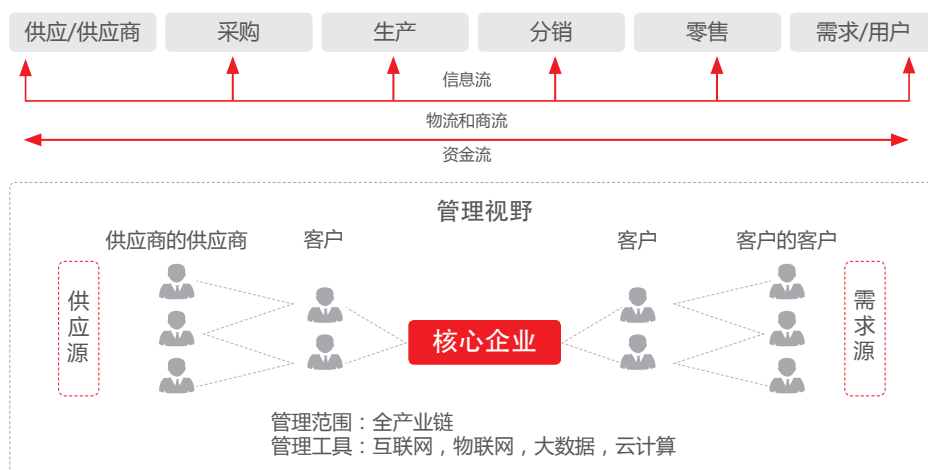 供应/供应商
采购
生产
分销
零售
需求/用户
信息流
物流和商流
资金流
管理视野
供应商的供应商
客户
客户
客户的客户
供应源
核心企业
需求源
管理范围：全产业链
管理工具：互联网，物联网，大数据，云计算